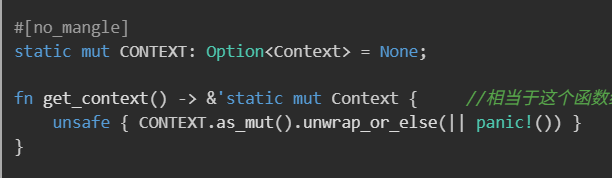 #[no_mangle]
static mut CONTEXT: Option<Context> = None;
fn get_context() -> &'static mut Context {     //相当于这个函数
    unsafe { CONTEXT.as_mut().unwrap_or_else(|| panic!()) }
}